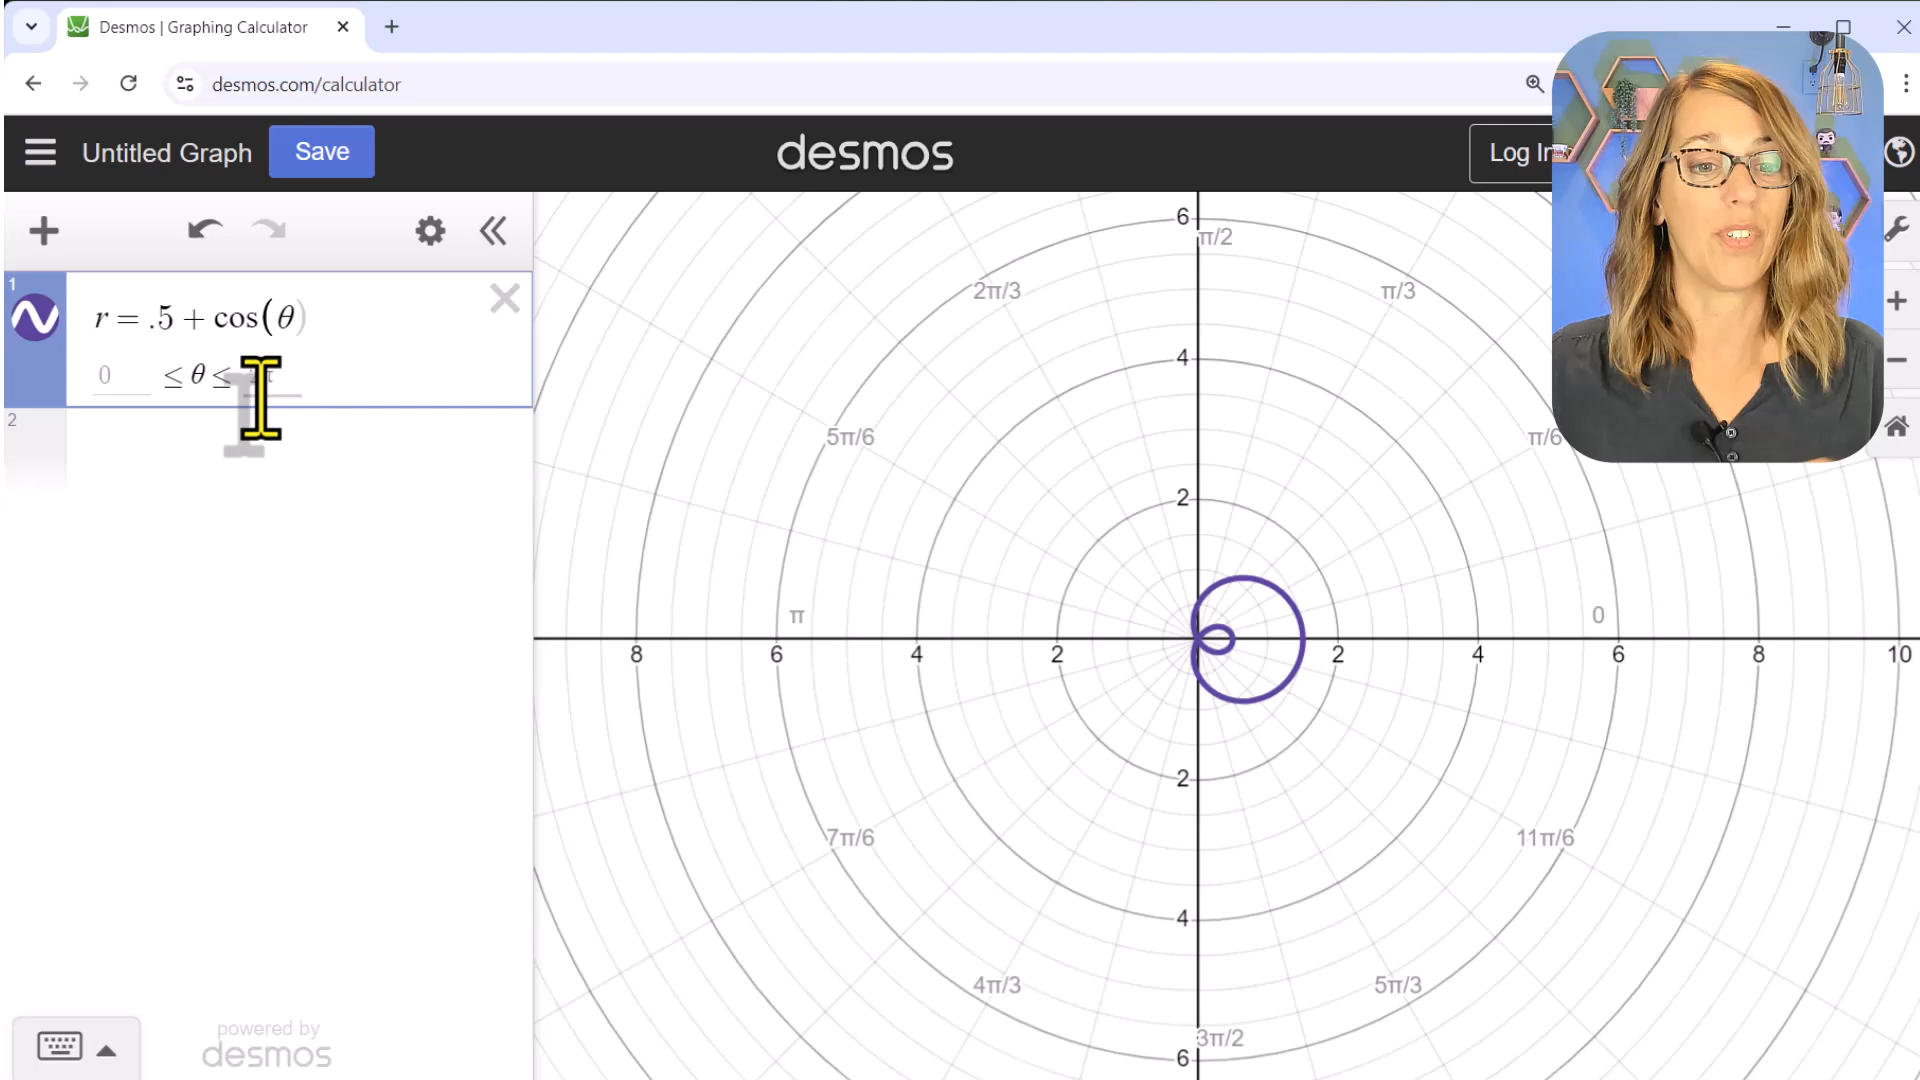 Desmos | Graphing Calculator
desmos.com/calculator
Untitled Graph
Save
desmos
Log In
1
r = .5 + cos(θ)
0 ≤ θ ≤
2
6
π/2
2π/3
π/3
4
5π/6
π/6
2
π
0
8
6
4
2
2
4
6
8
10
2
7π/6
11π/6
4
4π/3
5π/3
3π/2
6
powered by
desmos